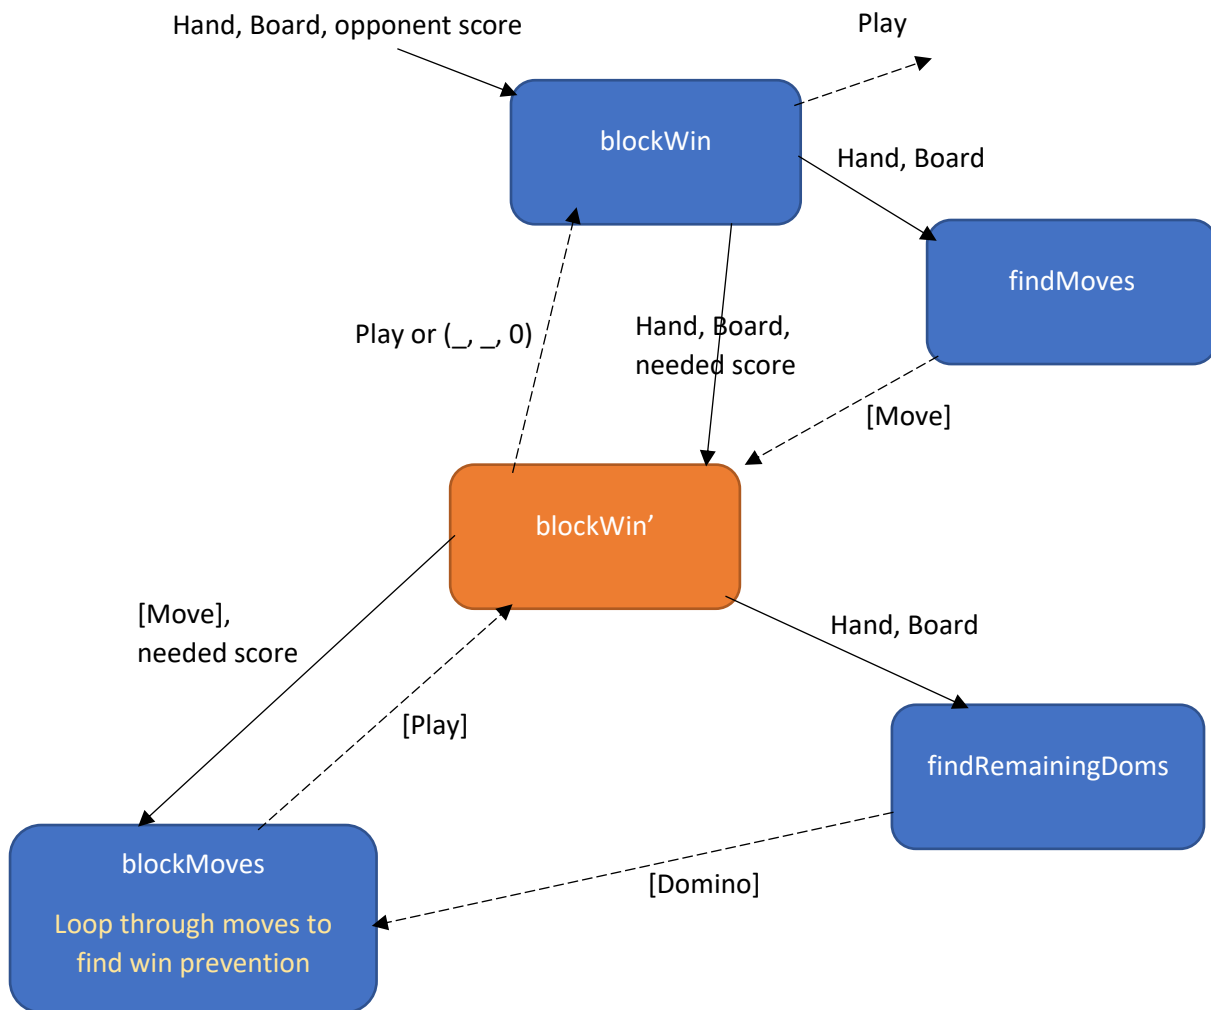 Hand, Board, opponent score
Play
blockWin
Hand, Board
findMoves
Play or (_, _, 0)
Hand, Board,
needed score
[Move]
blockWin’
[Move],
needed score
Hand, Board
[Play]
findRemainingDoms
blockMoves
Loop through moves to
find win prevention
[Domino]